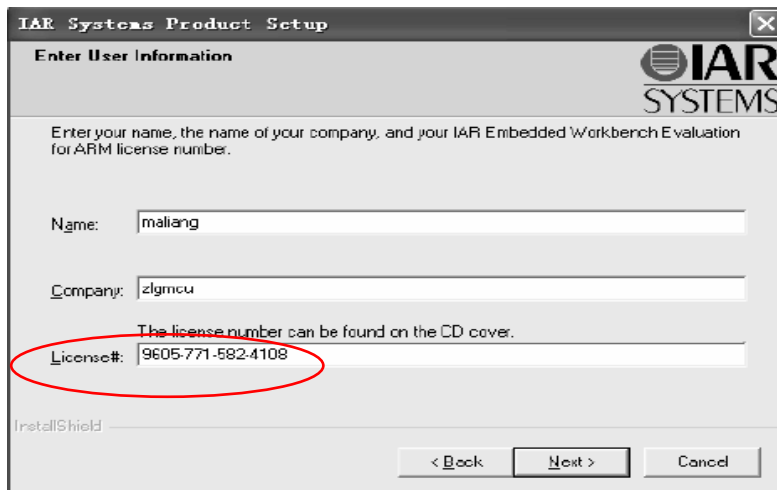 IAR Systems Product Setup
Enter User Information
IAR
SYSTEMS
Enter your name, the name of your company, and your IAR Embedded Workbench Evaluation
for ARM license number.
Name: maliang
Company: zlgmcu
The license number can be found on the CD cover.
License#: 9605-771-582-4108
InstallShield
< Back Next > Cancel